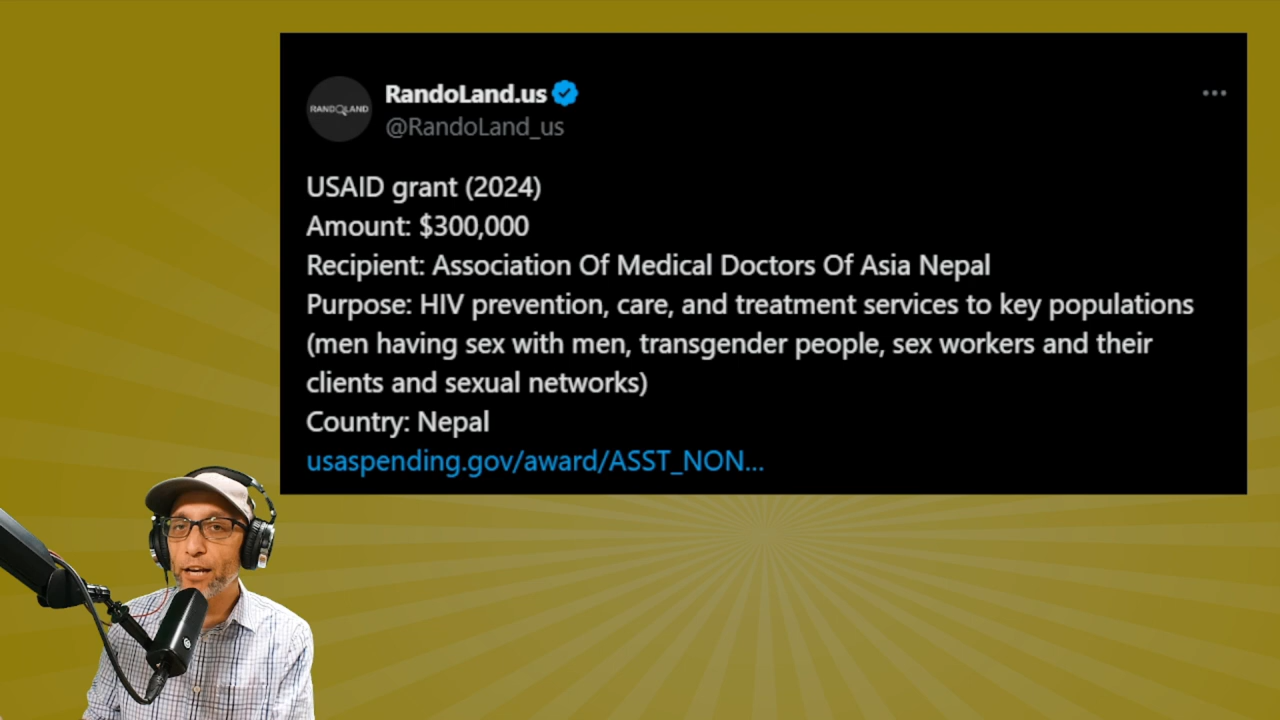 RANDOLAND
RandoLand.us
@RandoLand_us
USAID grant (2024)
Amount: $300,000
Recipient: Association Of Medical Doctors Of Asia Nepal
Purpose: HIV prevention, care, and treatment services to key populations
(men having sex with men, transgender people, sex workers and their
clients and sexual networks)
Country: Nepal
usaspending.gov/award/ASST_NON...